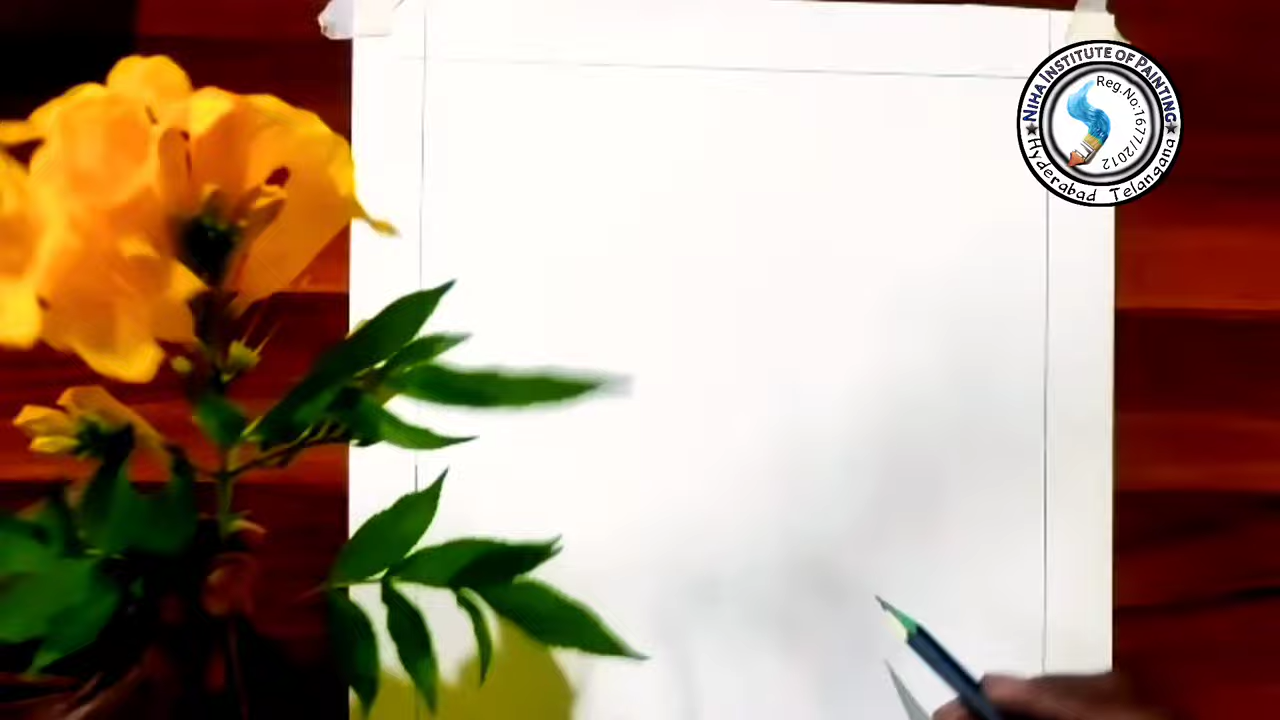 NIHA INSTITUTE OF PAINTING
Reg.No:1677/2012
Hyderabad Telangana